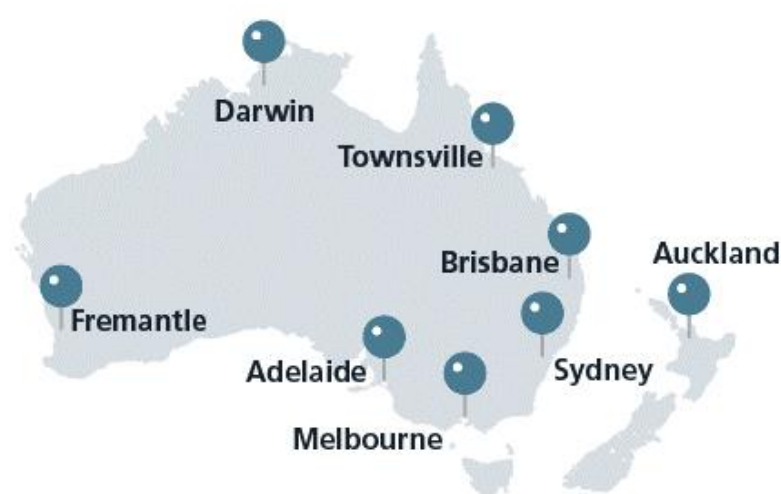 Darwin
Townsville
Brisbane
Auckland
Fremantle
Adelaide
Sydney
Melbourne